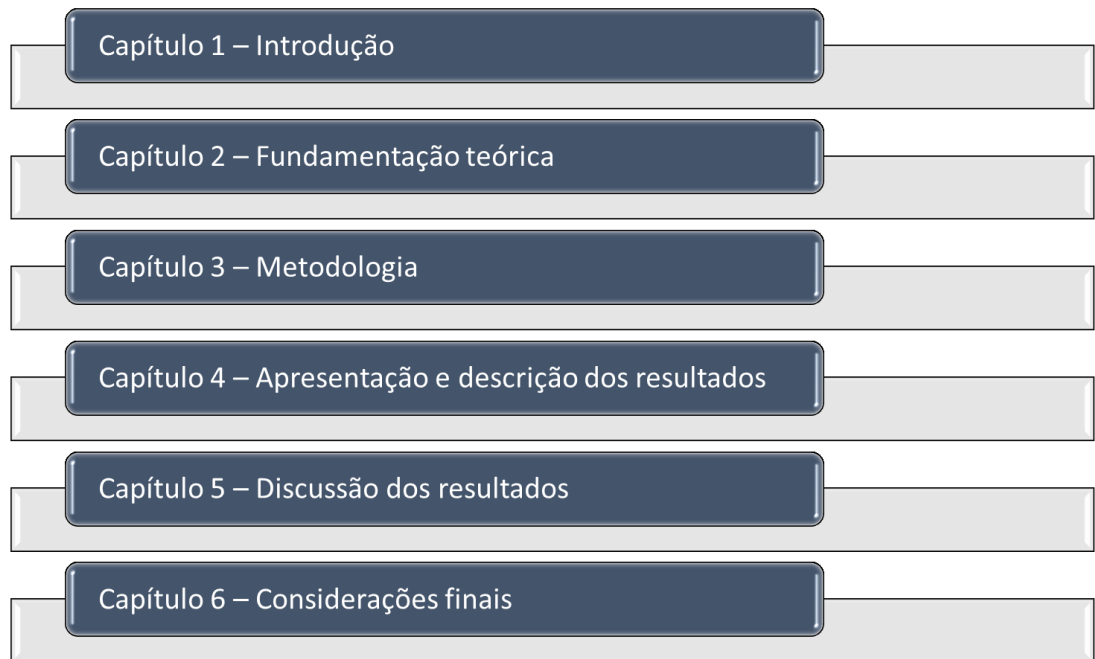 Capítulo 1 – Introdução
Capítulo 2 – Fundamentação teórica
Capítulo 3 – Metodologia
Capítulo 4 – Apresentação e descrição dos resultados
Capítulo 5 – Discussão dos resultados
Capítulo 6 – Considerações finais